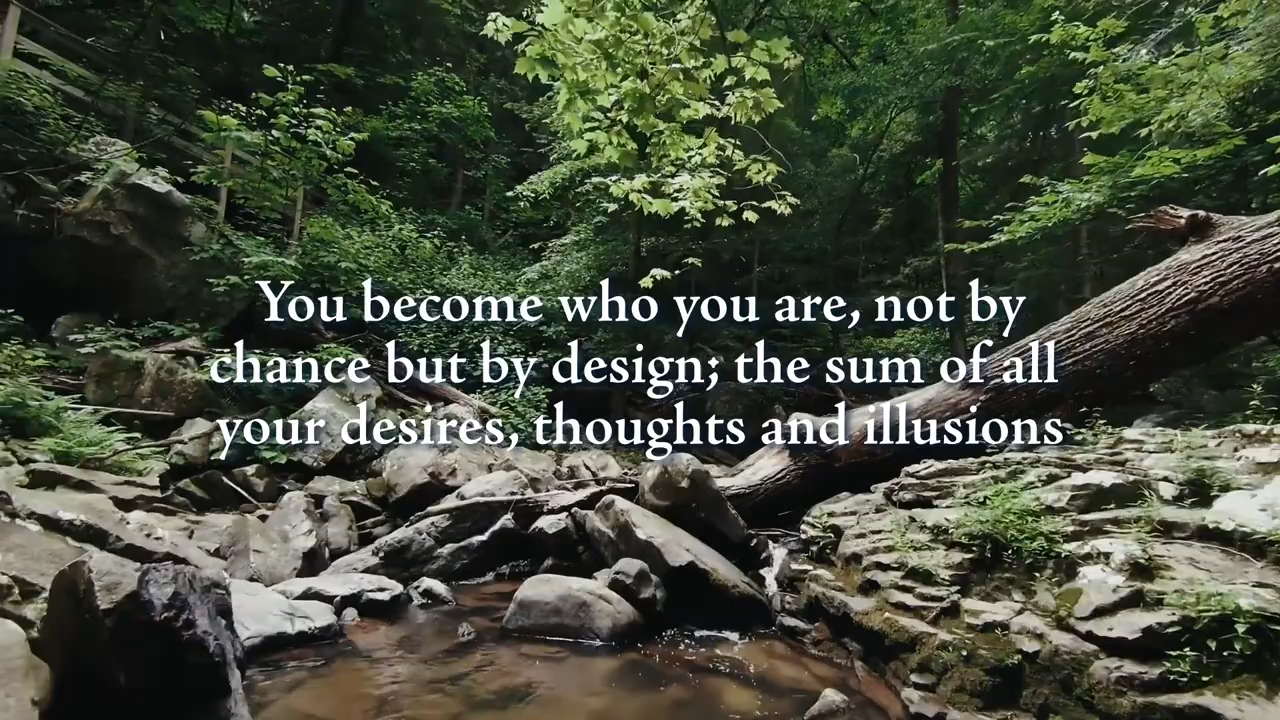 You become who you are, not by
chance but by design; the sum of all
your desires, thoughts and illusions